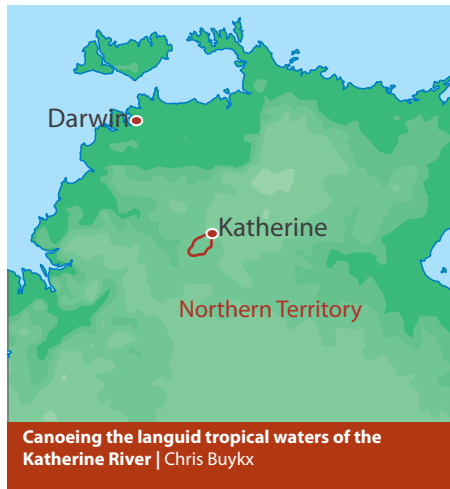 Darwin
Katherine
Northern Territory
Canoeing the languid tropical waters of the
Katherine River | Chris Buykx